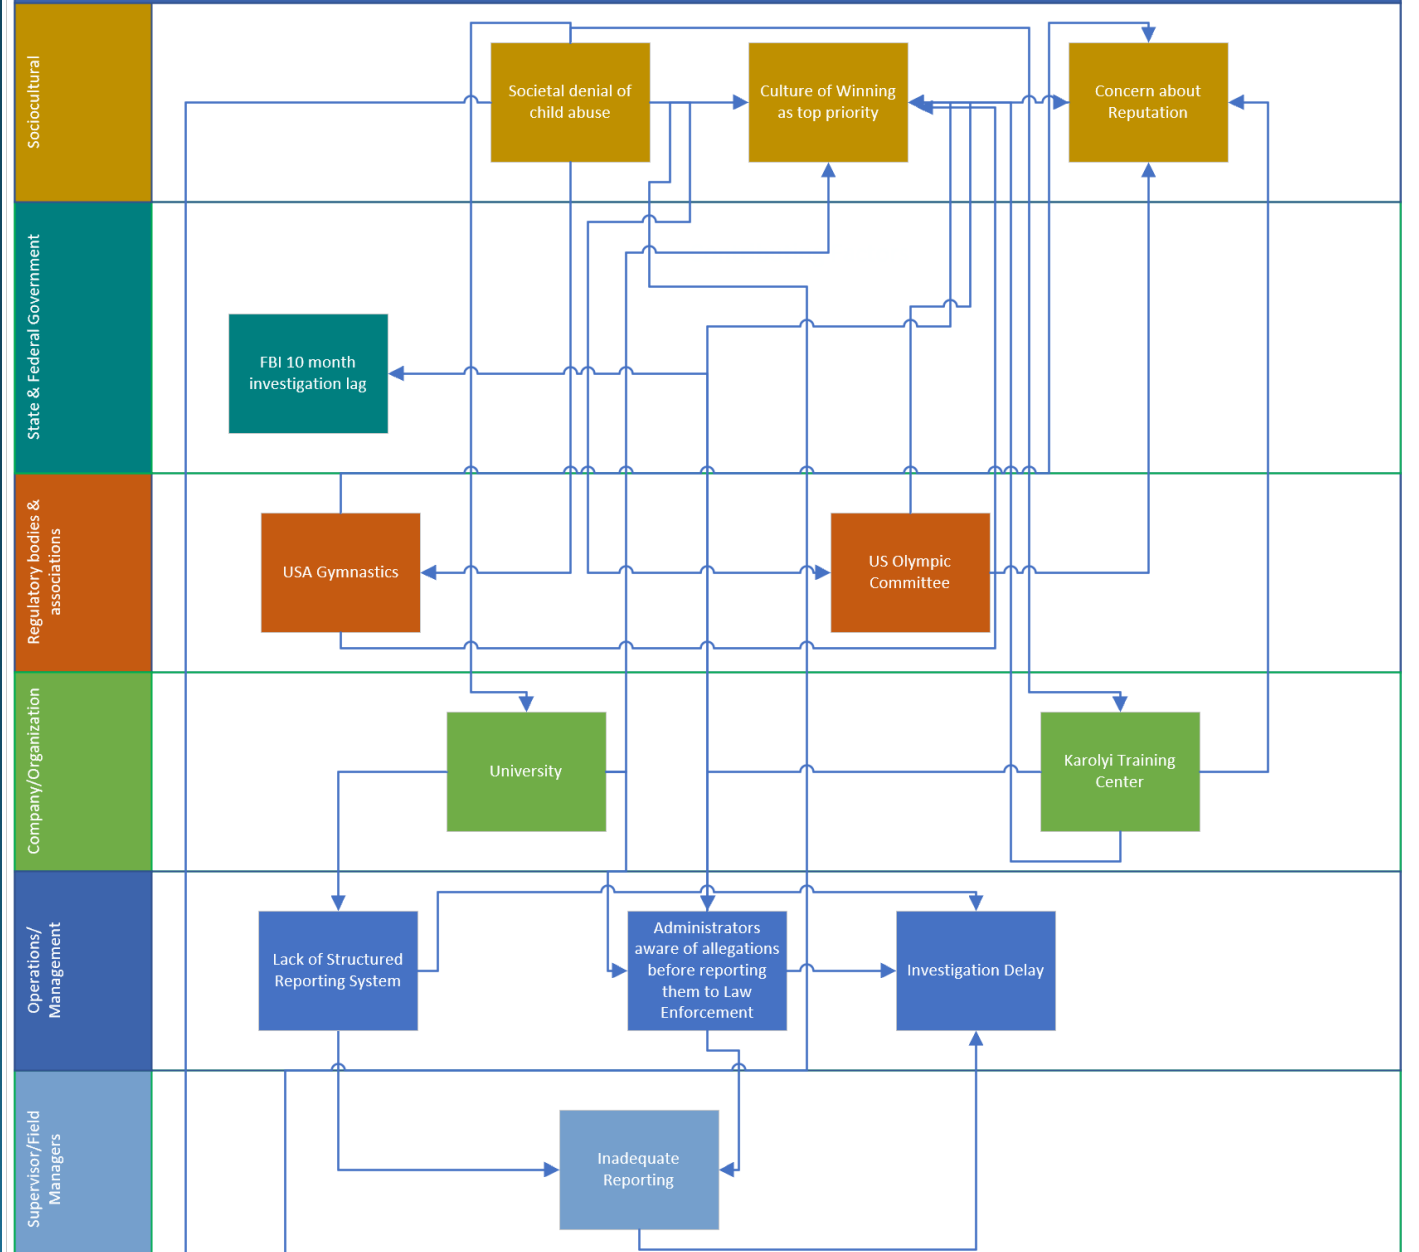 Sociocultural
Societal denial of
child abuse
Culture of Winning
as top priority
Concern about
Reputation
State & Federal Government
FBI 10 month
investigation lag
Regulatory bodies &
associations
USA Gymnastics
US Olympic
Committee
Company/Organization
University
Karolyi Training
Center
Operations/
Management
Lack of Structured
Reporting System
Administrators
aware of allegations
before reporting
them to Law
Enforcement
Investigation Delay
Supervisor/Field
Managers
Inadequate
Reporting